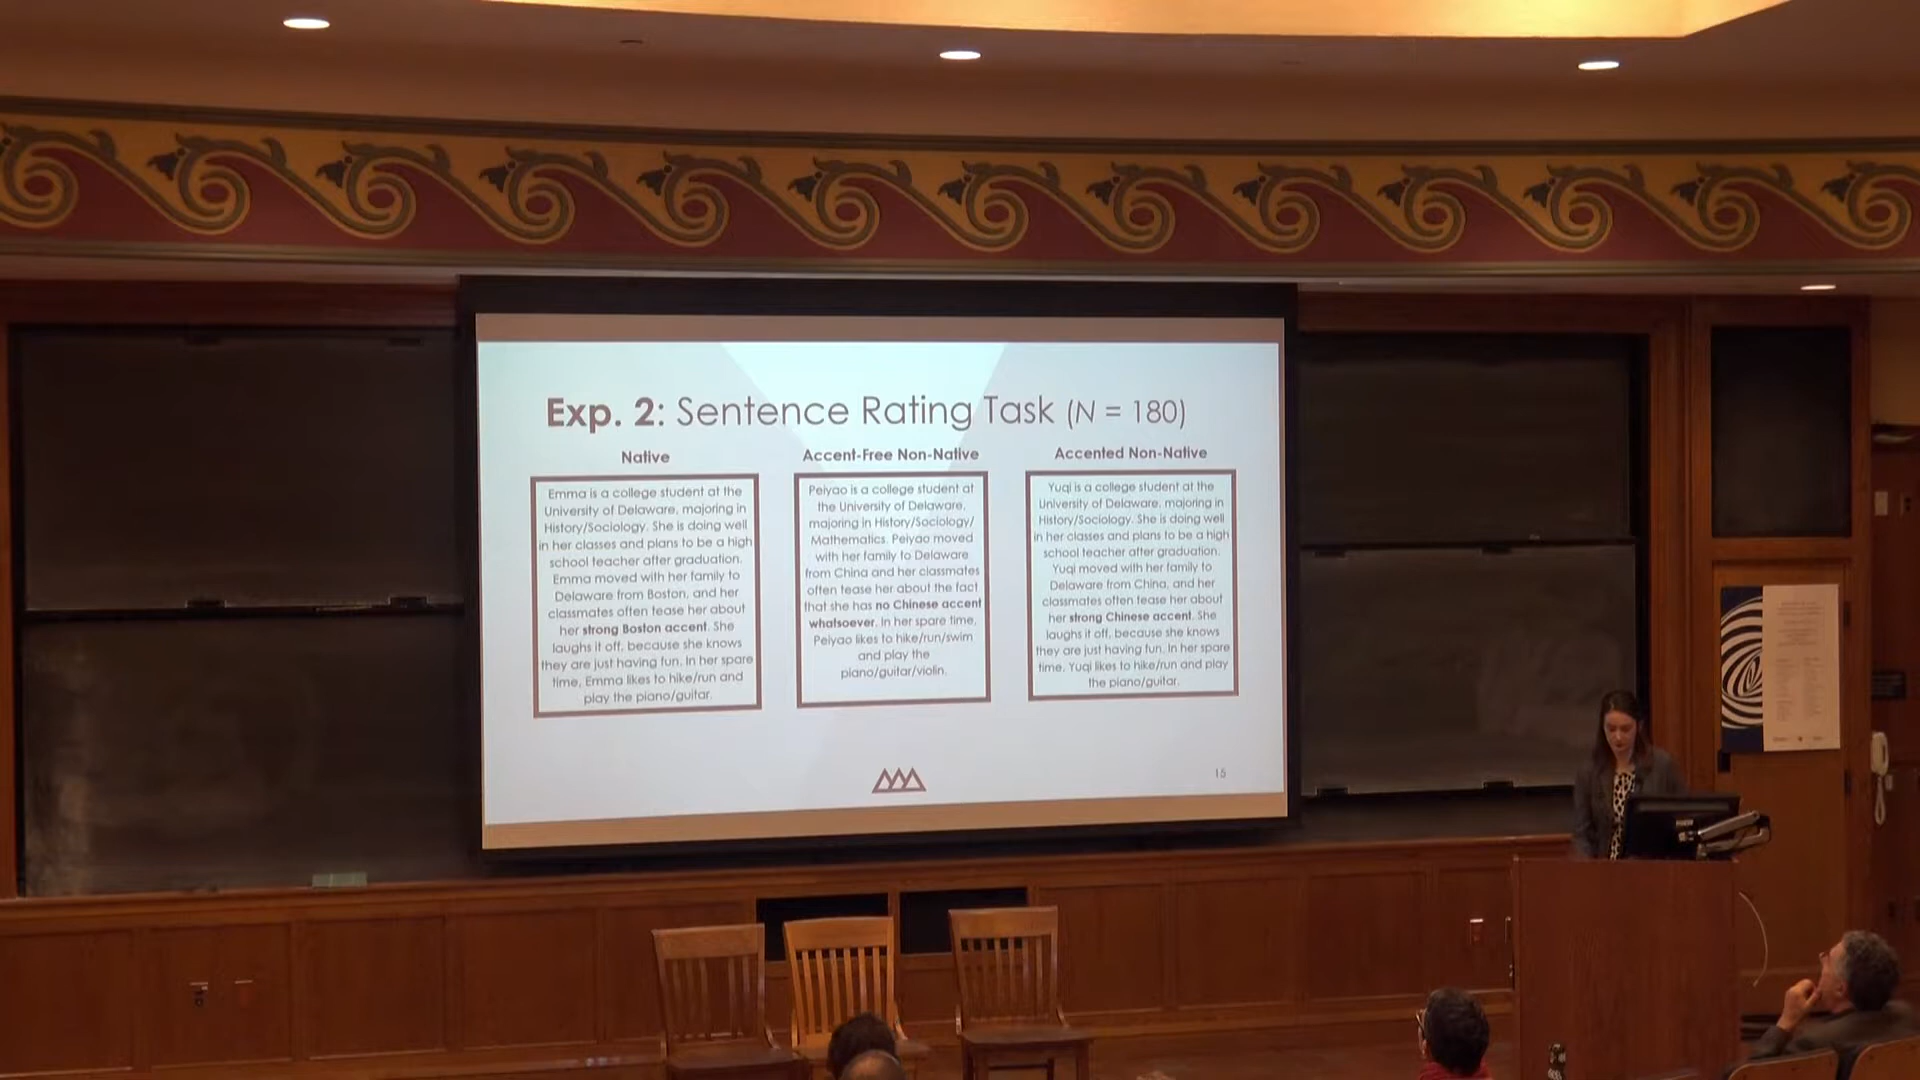 Exp. 2: Sentence Rating Task (N = 180)
Native
Emma is a college student at the
University of Delaware, majoring in
History/Sociology. She is doing well
in her classes and plans to be a high
school teacher after graduation.
Emma moved with her family to
Delaware from Boston, and her
classmates often tease her about
her strong Boston accent. She
laughs it off, because she knows
they are just having fun. In her spare
time, Emma likes to hike/run and
play the piano/guitar.
Accent-Free Non-Native
Peiyao is a college student at
the University of Delaware,
majoring in History/Sociology/
Mathematics. Peiyao moved
with her family to Delaware
from China and her classmates
often tease her about the fact
that she has no Chinese accent
whatsoever. In her spare time,
Peiyao likes to hike/run/swim
and play the
piano/guitar/violin.
Accented Non-Native
Yuqi is a college student at the
University of Delaware, majoring in
History/Sociology. She is doing well
in her classes and plans to be a high
school teacher after graduation.
Yuqi moved with her family to
Delaware from China, and her
classmates often tease her about
her strong Chinese accent. She
laughs it off, because she knows
they are just having fun. In her spare
time, Yuqi likes to hike/run and play
the piano/guitar.
15